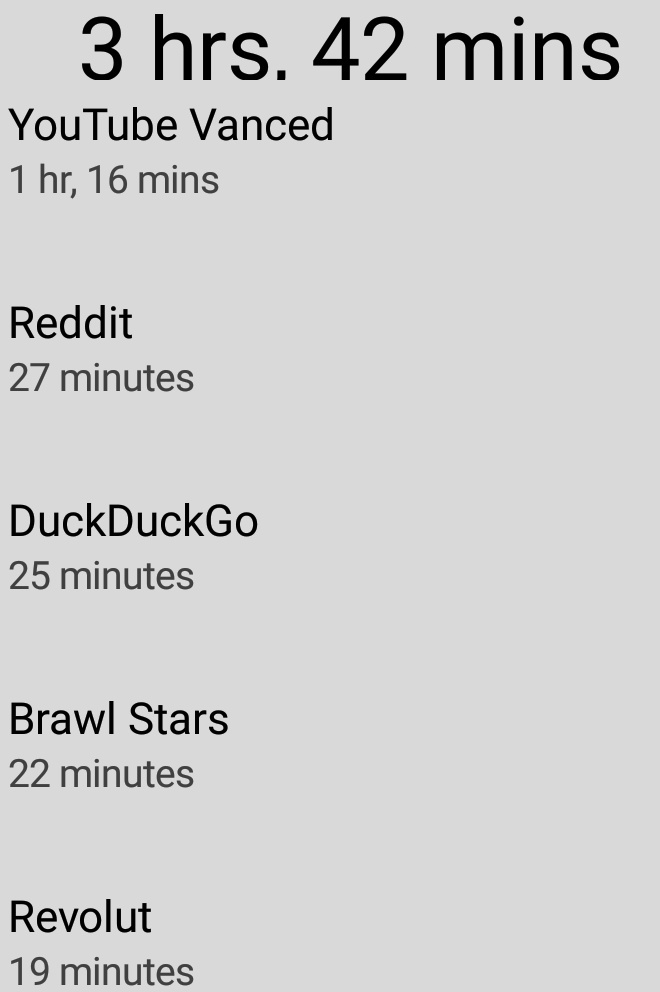 3 hrs. 42 mins
YouTube Vanced
1 hr, 16 mins
Reddit
27 minutes
DuckDuckGo
25 minutes
Brawl Stars
22 minutes
Revolut
19 minutes